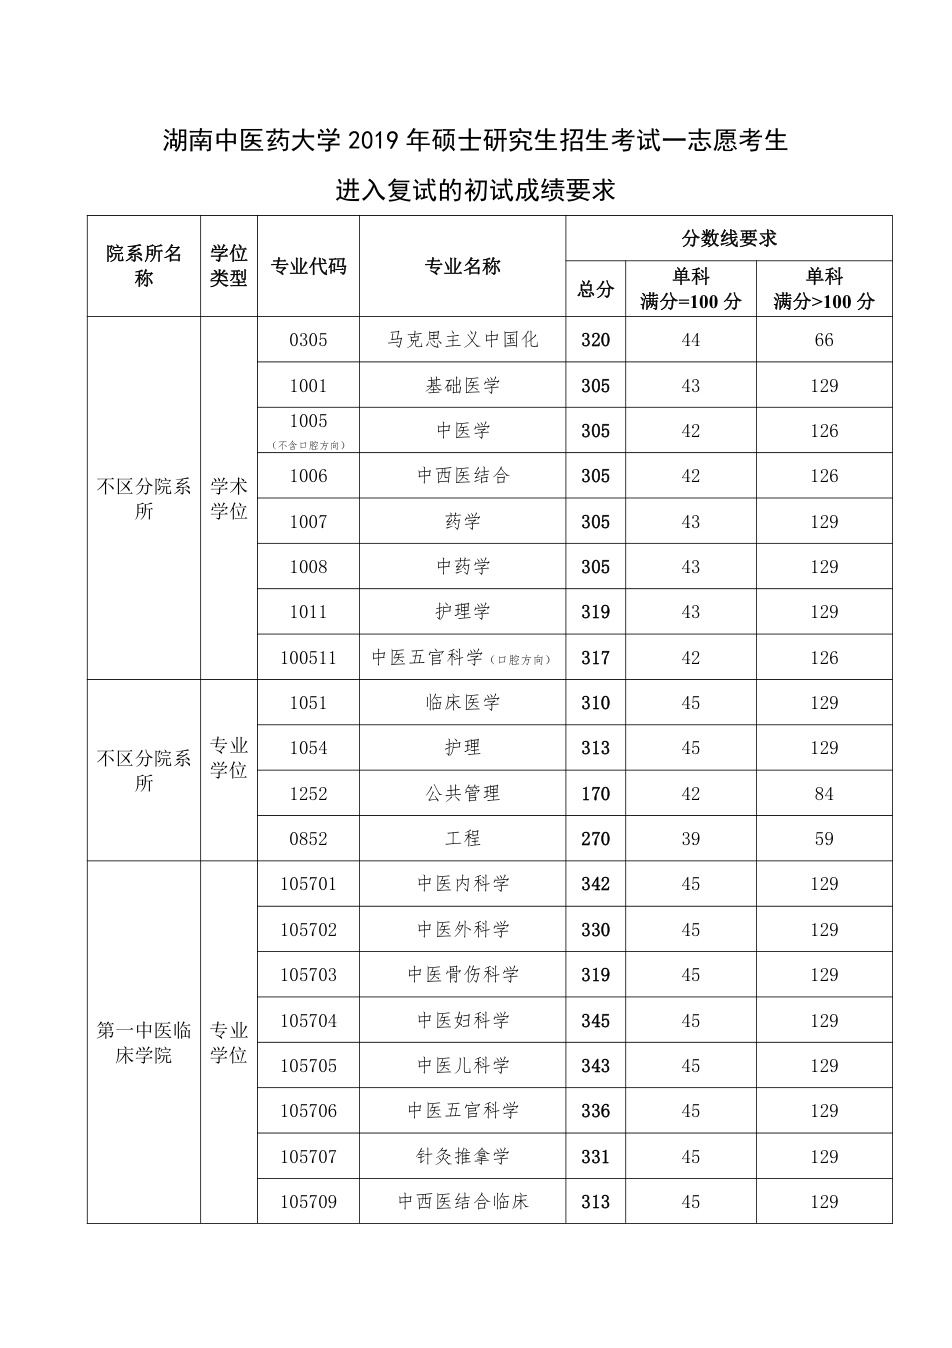 湖南中医药大学 2019 年硕士研究生招生考试一志愿考生
进入复试的初试成绩要求
院系所名称 学位类型 专业代码 专业名称 分数线要求
总分 单科满分=100 分 单科满分>100 分
不区分院系所 学术学位 0305 马克思主义中国化 320 44 66
1001 基础医学 305 43 129
1005（不含口腔方向） 中医学 305 42 126
1006 中西医结合 305 42 126
1007 药学 305 43 129
1008 中药学 305 43 129
1011 护理学 319 43 129
100511 中医五官科学（口腔方向） 317 42 126
不区分院系所 专业学位 1051 临床医学 310 45 129
1054 护理 313 45 129
1252 公共管理 170 42 84
0852 工程 270 39 59
第一中医临床学院 专业学位 105701 中医内科学 342 45 129
105702 中医外科学 330 45 129
105703 中医骨伤科学 319 45 129
105704 中医妇科学 345 45 129
105705 中医儿科学 343 45 129
105706 中医五官科学 336 45 129
105707 针灸推拿学 331 45 129
105709 中西医结合临床 313 45 129